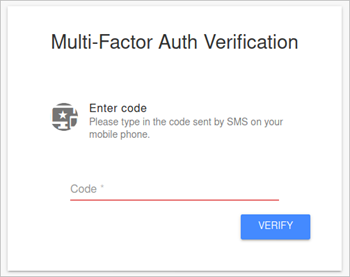 Multi-Factor Auth Verification
Enter code
Please type in the code sent by SMS on your
mobile phone.
Code *
VERIFY